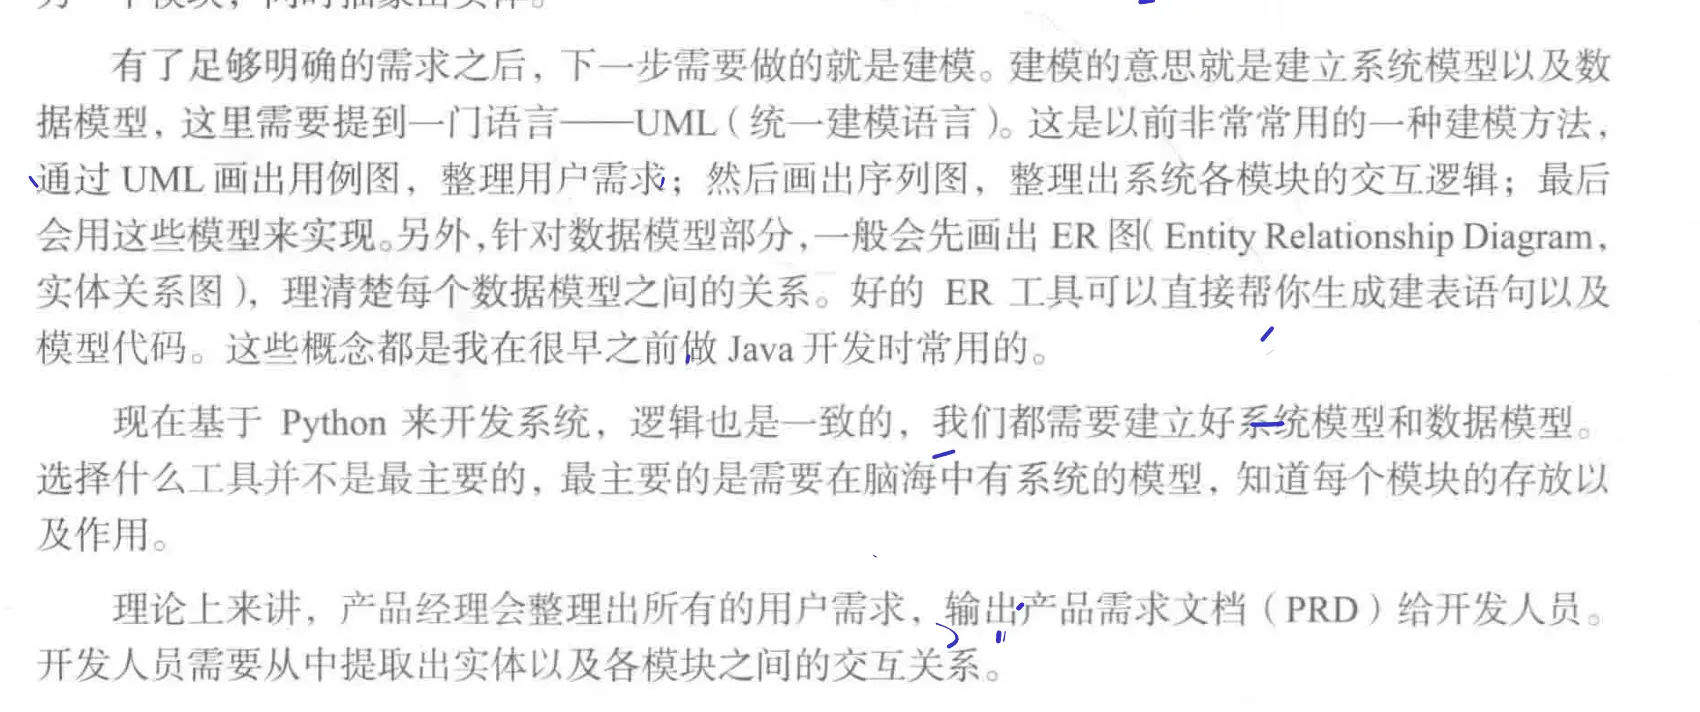 另一个模块，同时抽象出实体。
有了足够明确的需求之后，下一步需要做的就是建模。建模的意思就是建立系统模型以及数
据模型，这里需要提到一门语言——UML（统一建模语言）。这是以前非常常用的一种建模方法，
通过 UML 画出用例图，整理用户需求；然后画出序列图，整理出系统各模块的交互逻辑；最后
会用这些模型来实现。另外，针对数据模型部分，一般会先画出 ER 图（Entity Relationship Diagram，
实体关系图），理清楚每个数据模型之间的关系。好的 ER 工具可以直接帮你生成建表语句以及
模型代码。这些概念都是我在很早之前做 Java 开发时常用的。
现在基于 Python 来开发系统，逻辑也是一致的，我们都需要建立好系统模型和数据模型。
选择什么工具并不是最主要的，最主要的是需要在脑海中有系统的模型，知道每个模块的存放以
及作用。
理论上来讲，产品经理会整理出所有的用户需求，输出产品需求文档（PRD）给开发人员。
开发人员需要从中提取出实体以及各模块之间的交互关系。